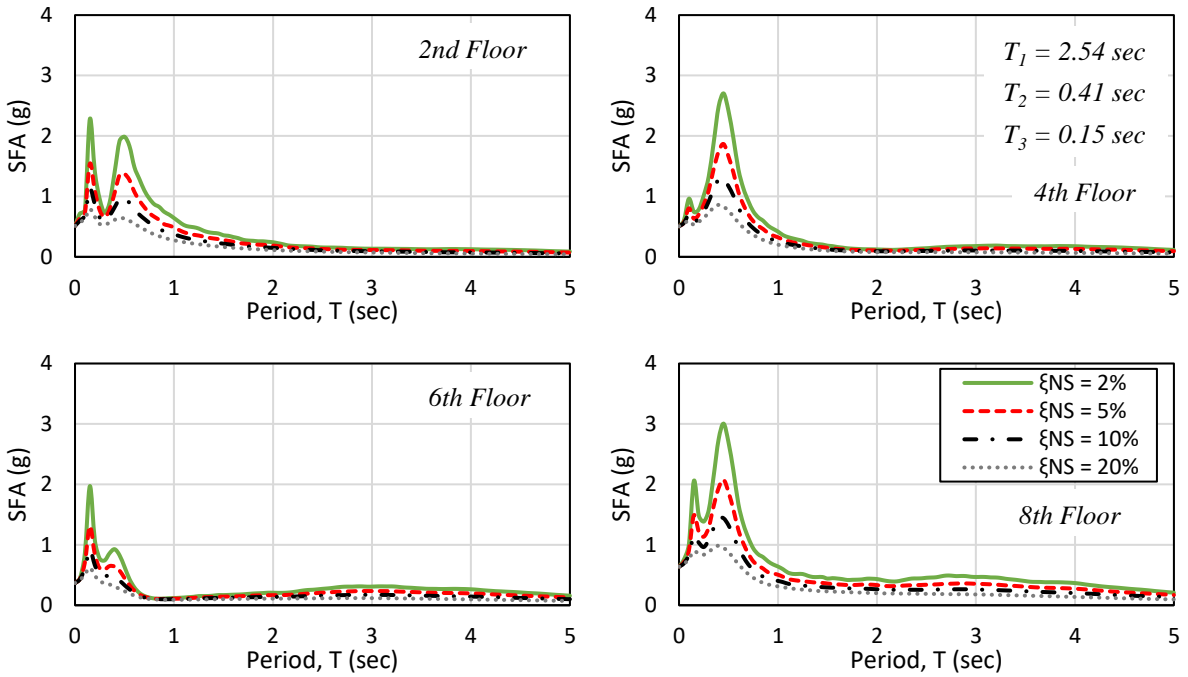 4
3
2
1
0
SFA (g)
2nd Floor
0 1 2 3 4 5
Period, T (sec)
4
3
2
1
0
SFA (g)
T1 = 2.54 sec
T2 = 0.41 sec
T3 = 0.15 sec
4th Floor
0 1 2 3 4 5
Period, T (sec)
4
3
2
1
0
SFA (g)
6th Floor
0 1 2 3 4 5
Period, T (sec)
4
3
2
1
0
SFA (g)
ξNS = 2%
ξNS = 5%
ξNS = 10%
ξNS = 20%
8th Floor
0 1 2 3 4 5
Period, T (sec)